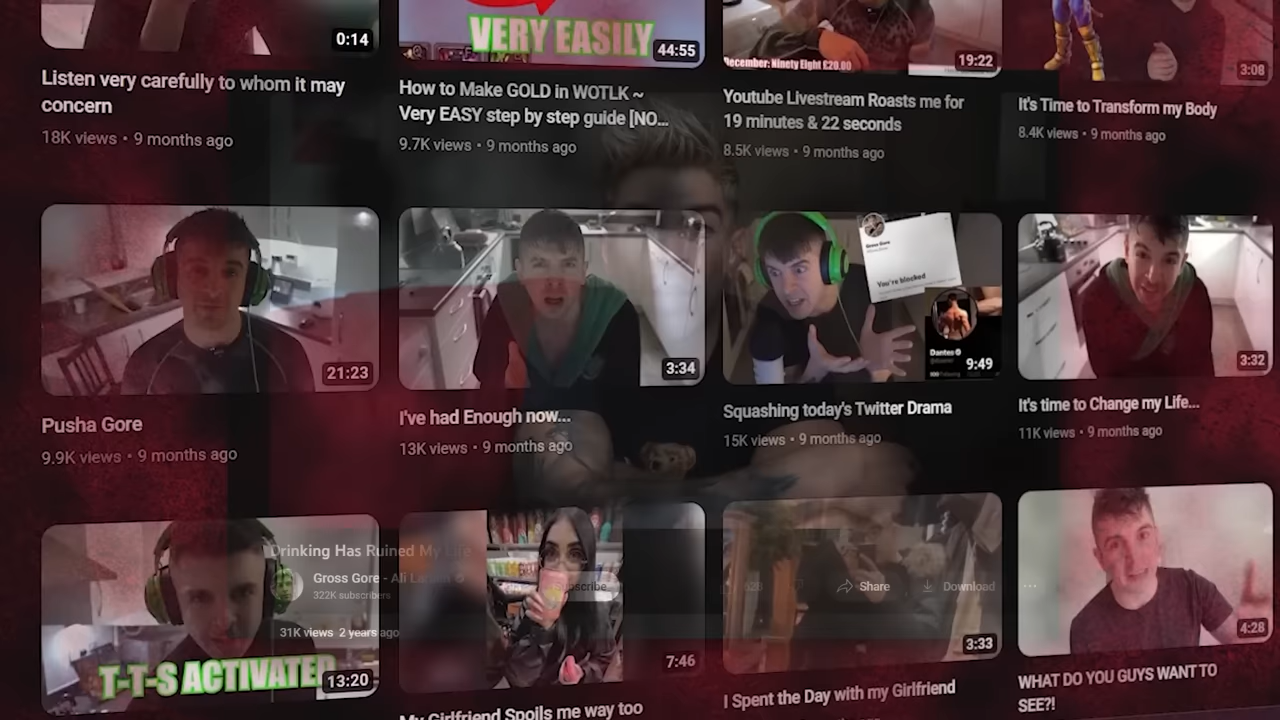 VERY EASILY
0:14
44:55
December: Ninety Eight £20.00
19:22
3:08
Listen very carefully to whom it may
concern
18K views • 9 months ago
How to Make GOLD in WOTLK ~
Very EASY step by step guide [NO...
9.7K views • 9 months ago
Youtube Livestream Roasts me for
19 minutes & 22 seconds
8.5K views • 9 months ago
It's Time to Transform my Body
8.4K views • 9 months ago
Gross Gore
You're blocked
Dantes
21:23
3:34
9:49
3:32
Pusha Gore
9.9K views • 9 months ago
I've had Enough now...
13K views • 9 months ago
Squashing today's Twitter Drama
15K views • 9 months ago
It's time to Change my Life...
11K views • 9 months ago
Drinking Has Ruined My Life
Gross Gore - Ali Larsen
322K subscribers
31K views 2 years ago
Share
Download
T-T-S ACTIVATED
13:20
7:46
3:33
4:28
My Girlfriend Spoils me way too
I Spent the Day with my Girlfriend
WHAT DO YOU GUYS WANT TO
SEE?!